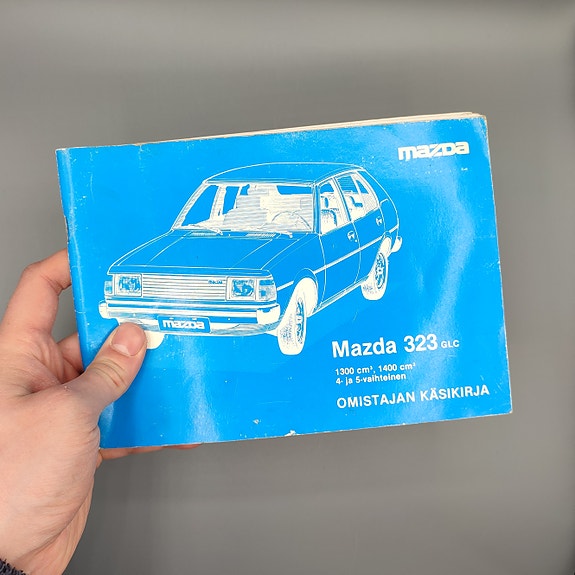 mazda
mazda
Mazda 323 GLC
1300 cm³, 1400 cm³
4- ja 5-vaihteinen
OMISTAJAN KÄSIKIRJA